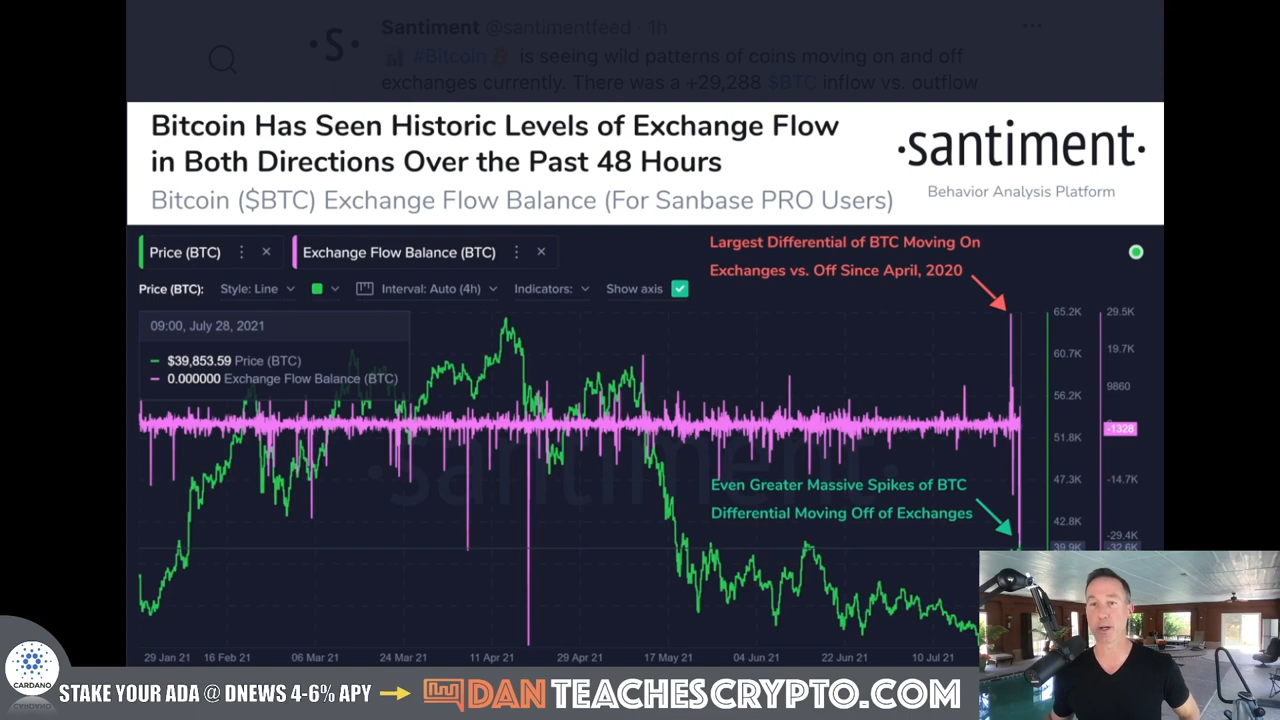 Santiment @santimentfeed · 1h
#Bitcoin is seeing wild patterns of coins moving on and off
exchanges currently. There was a +29,288 $BTC inflow vs. outflow
Bitcoin Has Seen Historic Levels of Exchange Flow
in Both Directions Over the Past 48 Hours
Bitcoin ($BTC) Exchange Flow Balance (For Sanbase PRO Users)
·santiment·
Behavior Analysis Platform
Price (BTC)
Exchange Flow Balance (BTC)
Largest Differential of BTC Moving On
Exchanges vs. Off Since April, 2020
Price (BTC): Style: Line Interval: Auto (4h) Indicators: Show axis
09:00, July 28, 2021
$39,853.59 Price (BTC)
0.000000 Exchange Flow Balance (BTC)
65.2K 29.5K
60.7K 19.7K
56.2K 9860
51.8K -1328
47.3K -14.7K
42.8K -29.4K
39.9K -32.6K
·santiment·
Even Greater Massive Spikes of BTC
Differential Moving Off of Exchanges
29 Jan 21 16 Feb 21 06 Mar 21 24 Mar 21 11 Apr 21 29 Apr 21 17 May 21 04 Jun 21 22 Jun 21 10 Jul 21
CARDANO
STAKE YOUR ADA @ DNEWS 4-6% APY
DANTEACHESCRYPTO.COM